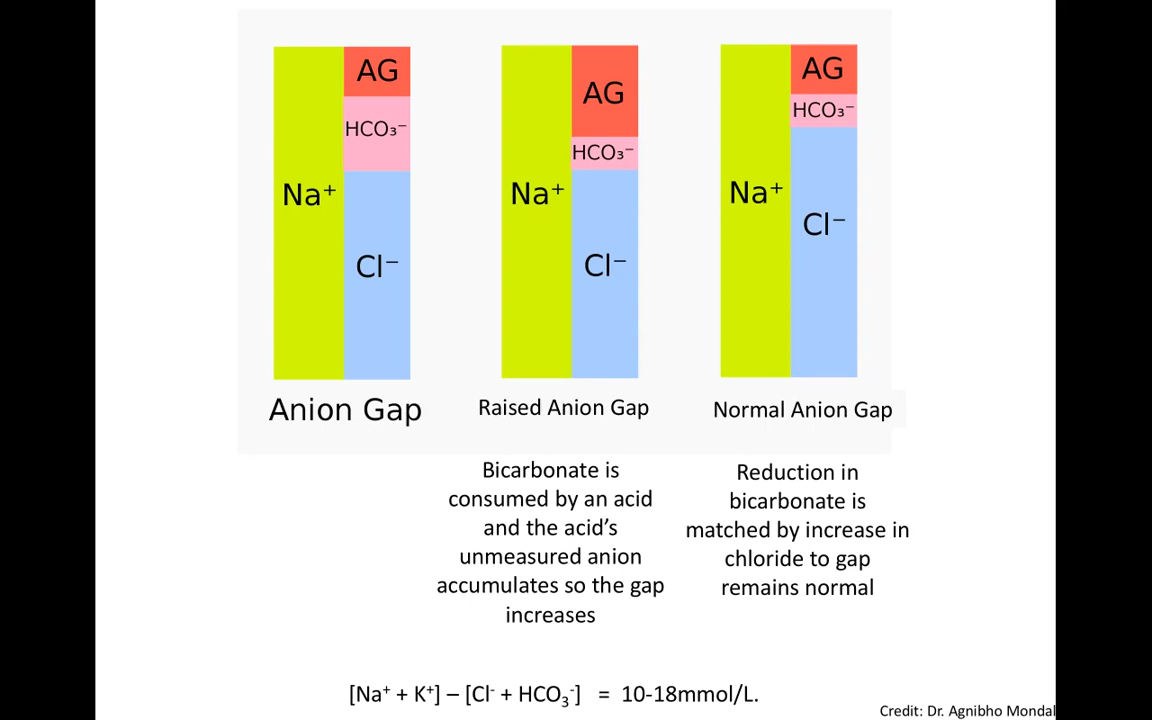 AG
HCO₃⁻
Na⁺
Cl⁻
Anion Gap
AG
HCO₃⁻
Na⁺
Cl⁻
Raised Anion Gap
AG
HCO₃⁻
Na⁺
Cl⁻
Normal Anion Gap
Bicarbonate is
consumed by an acid
and the acid’s
unmeasured anion
accumulates so the gap
increases
Reduction in
bicarbonate is
matched by increase in
chloride to gap
remains normal
[Na⁺ + K⁺] – [Cl⁻ + HCO₃⁻] = 10-18mmol/L.
Credit: Dr. Agnibho Mondal